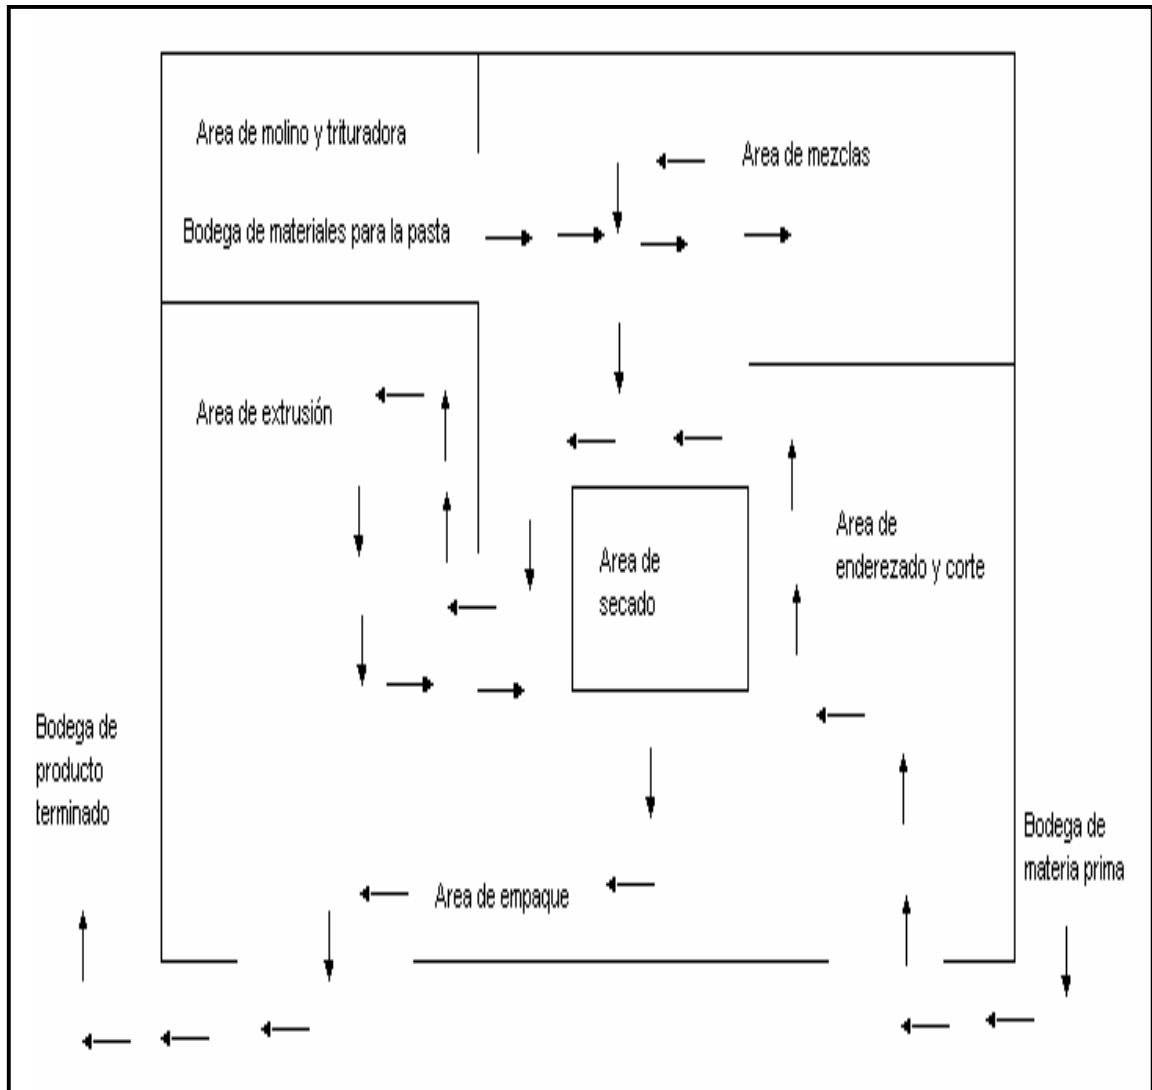 Area de molino y trituradora
Area de mezclas
Bodega de materiales para la pasta
Area de extrusión
Area de
enderezado y corte
Area de
secado
Bodega de
producto
terminado
Bodega de
materia prima
Area de empaque